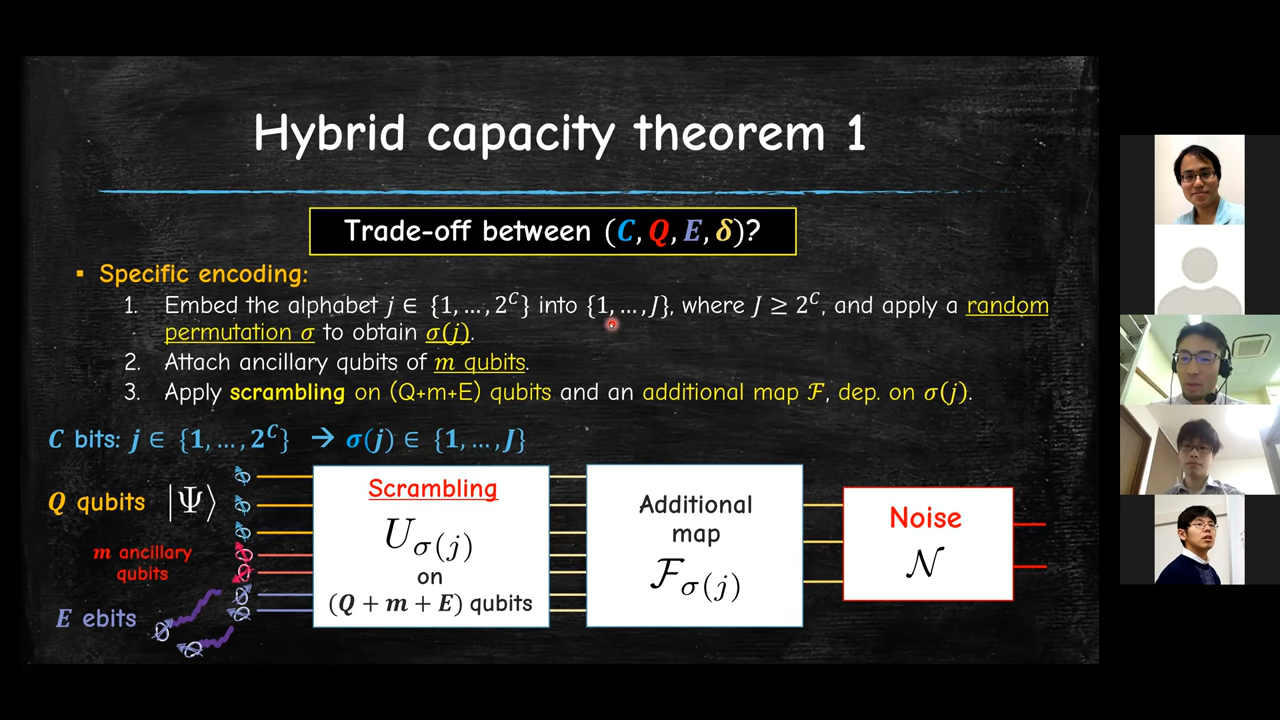 Hybrid capacity theorem 1
Trade-off between (C, Q, E, δ)?
▪ Specific encoding:
1. Embed the alphabet j ∈ {1, … , 2^C} into {1, … , J}, where J ≥ 2^C, and apply a random
permutation σ to obtain σ(j).
2. Attach ancillary qubits of m qubits.
3. Apply scrambling on (Q+m+E) qubits and an additional map ℱ, dep. on σ(j).
C bits: j ∈ {1, … , 2^C} → σ(j) ∈ {1, … , J}
Q qubits |Ψ⟩
m ancillary
qubits
E ebits
Scrambling
U_σ(j)
on
(Q + m + E) qubits
Additional
map
ℱ_σ(j)
Noise
𝒩